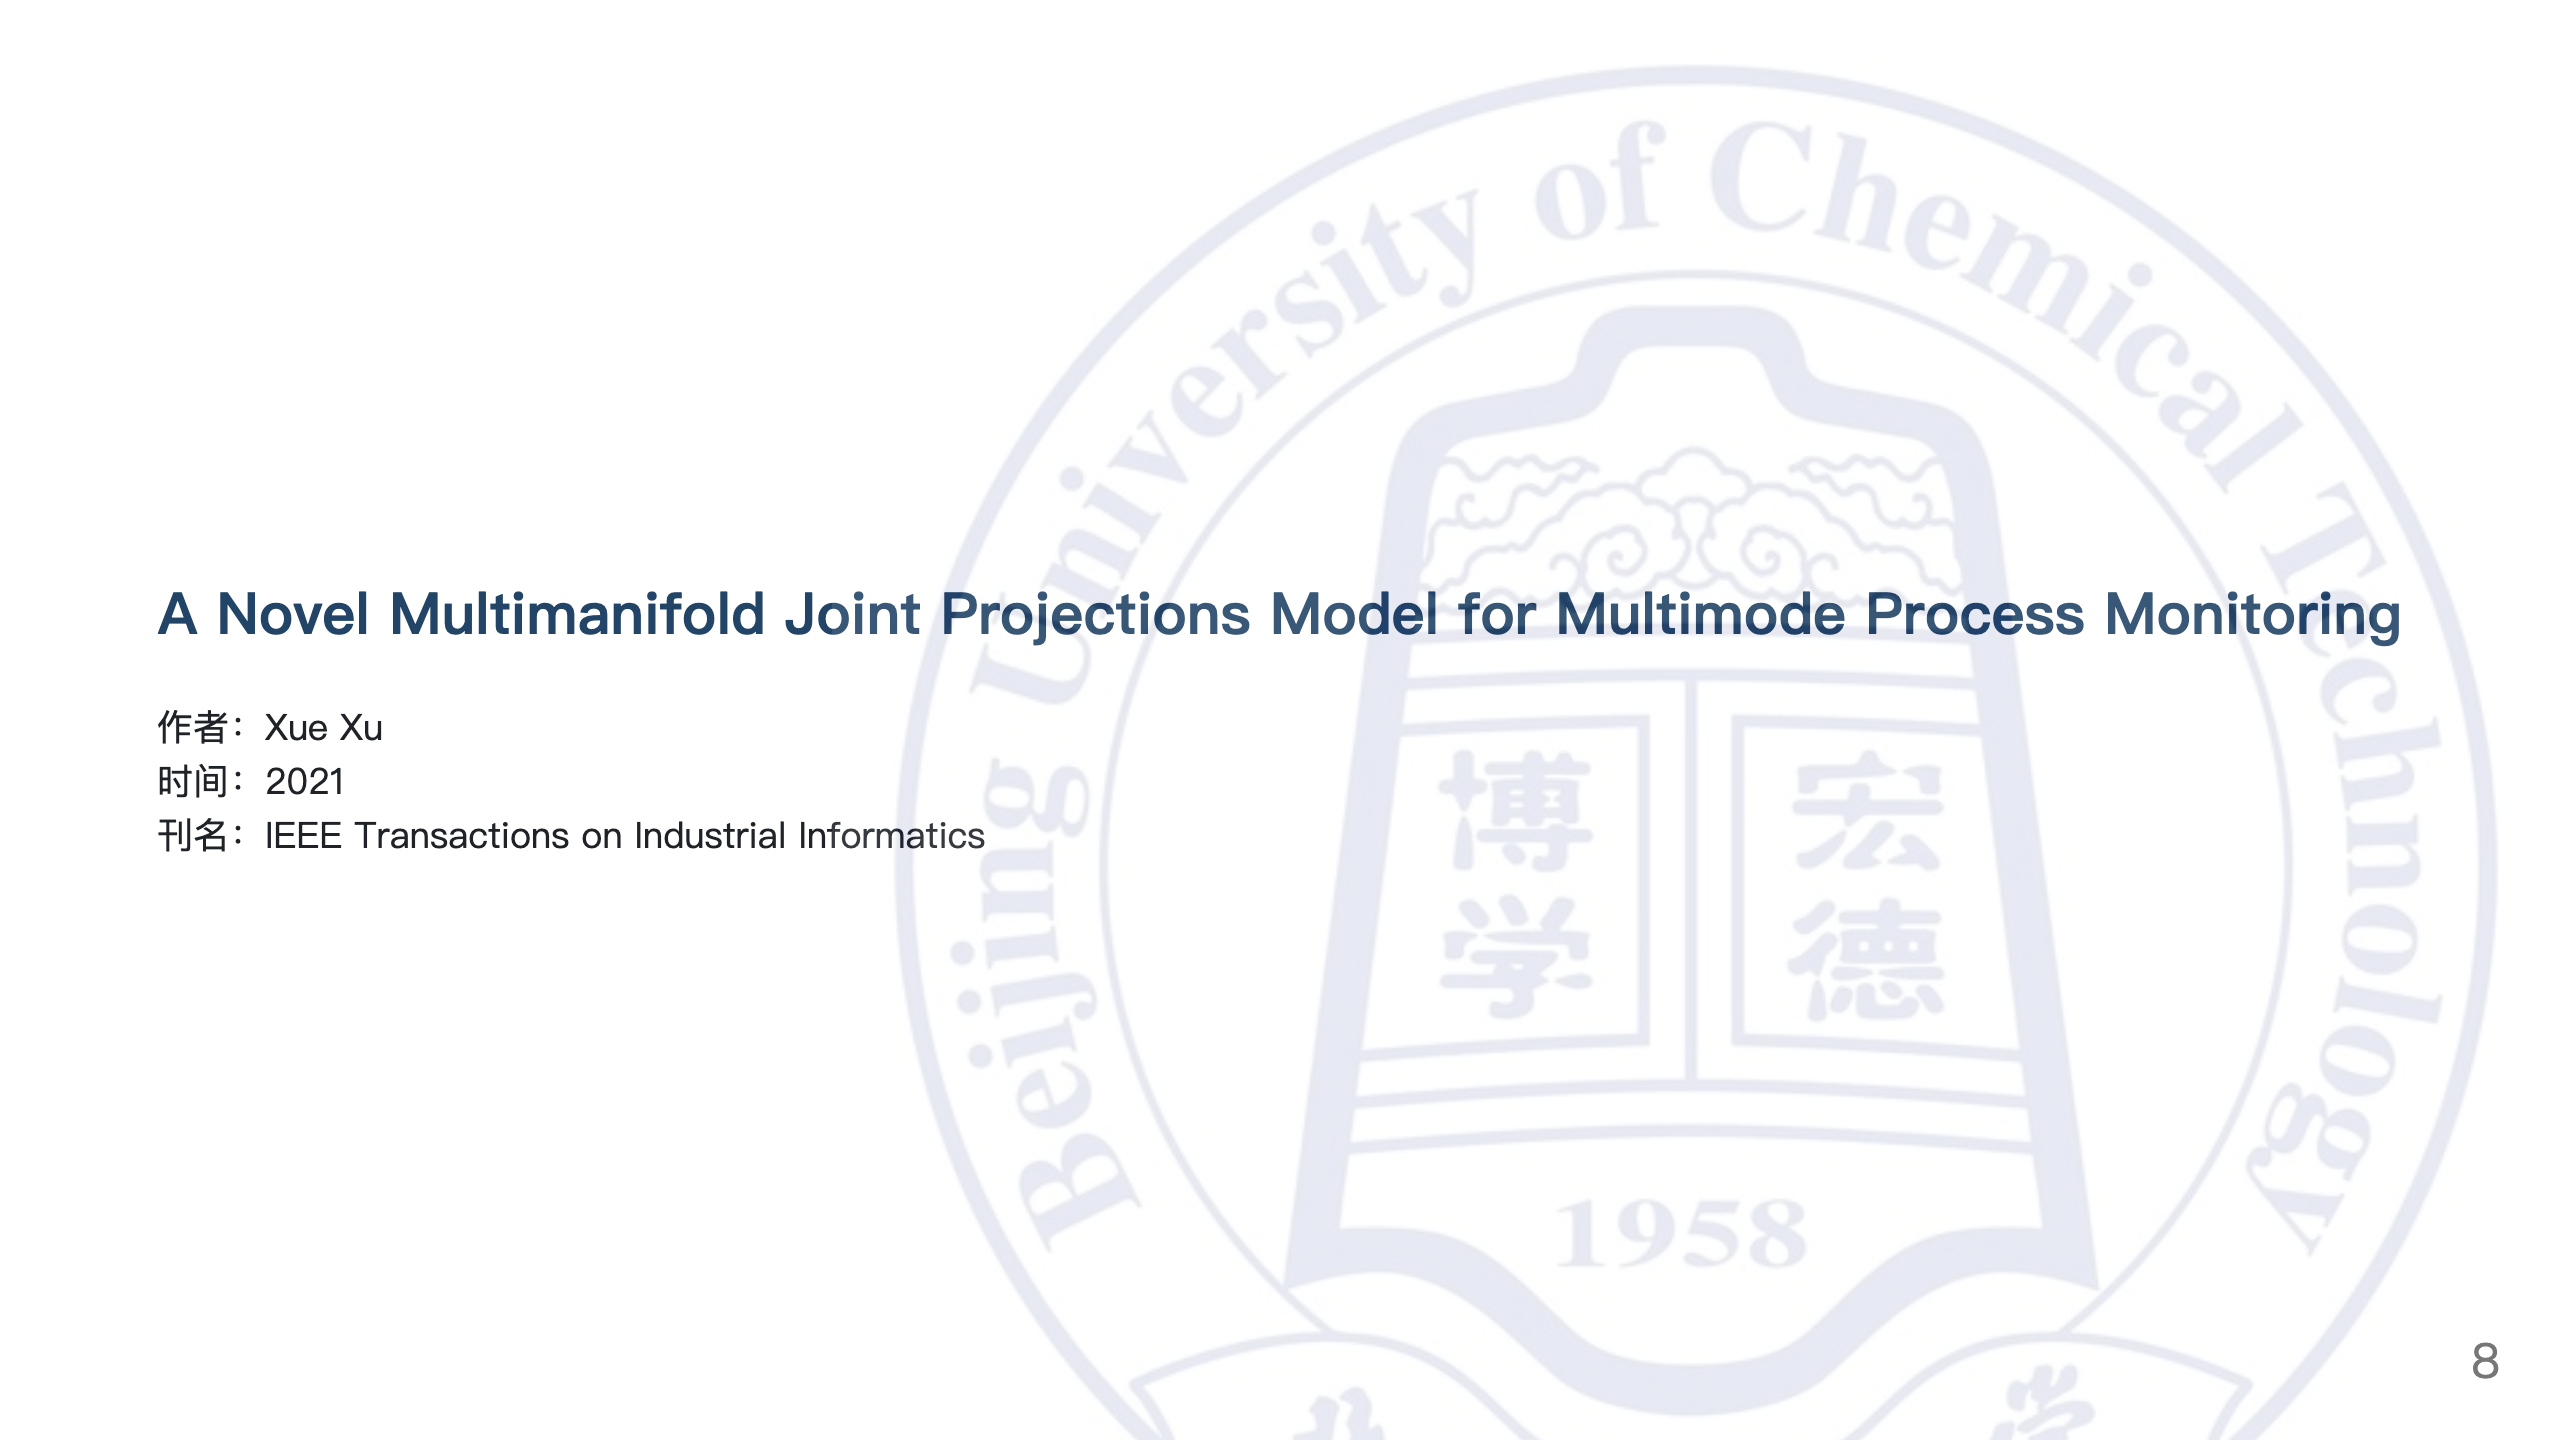 Beijing University of Chemical Technology
A Novel Multimanifold Joint Projections Model for Multimode Process Monitoring
作者：Xue Xu
时间：2021
刊名：IEEE Transactions on Industrial Informatics
宏德
博学
1958
8